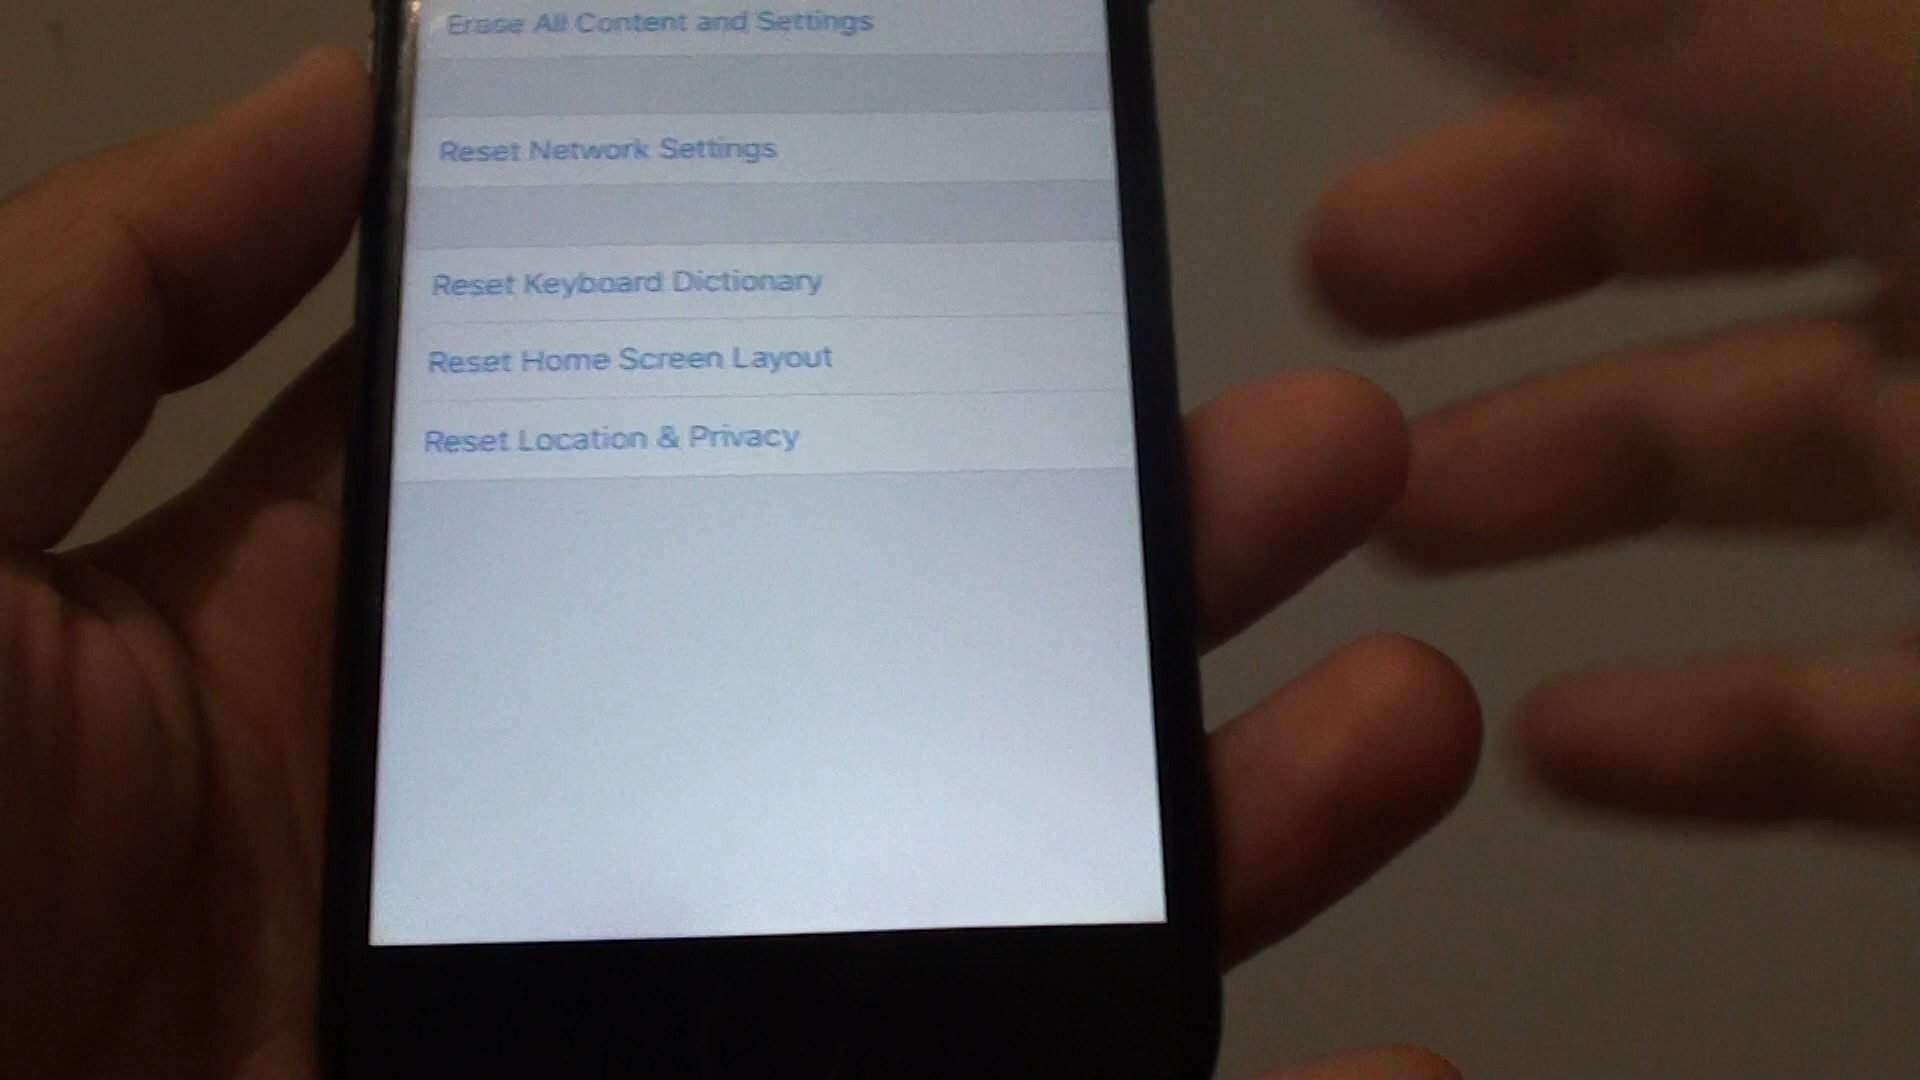 Erase All Content and Settings
Reset Network Settings
Reset Keyboard Dictionary
Reset Home Screen Layout
Reset Location & Privacy